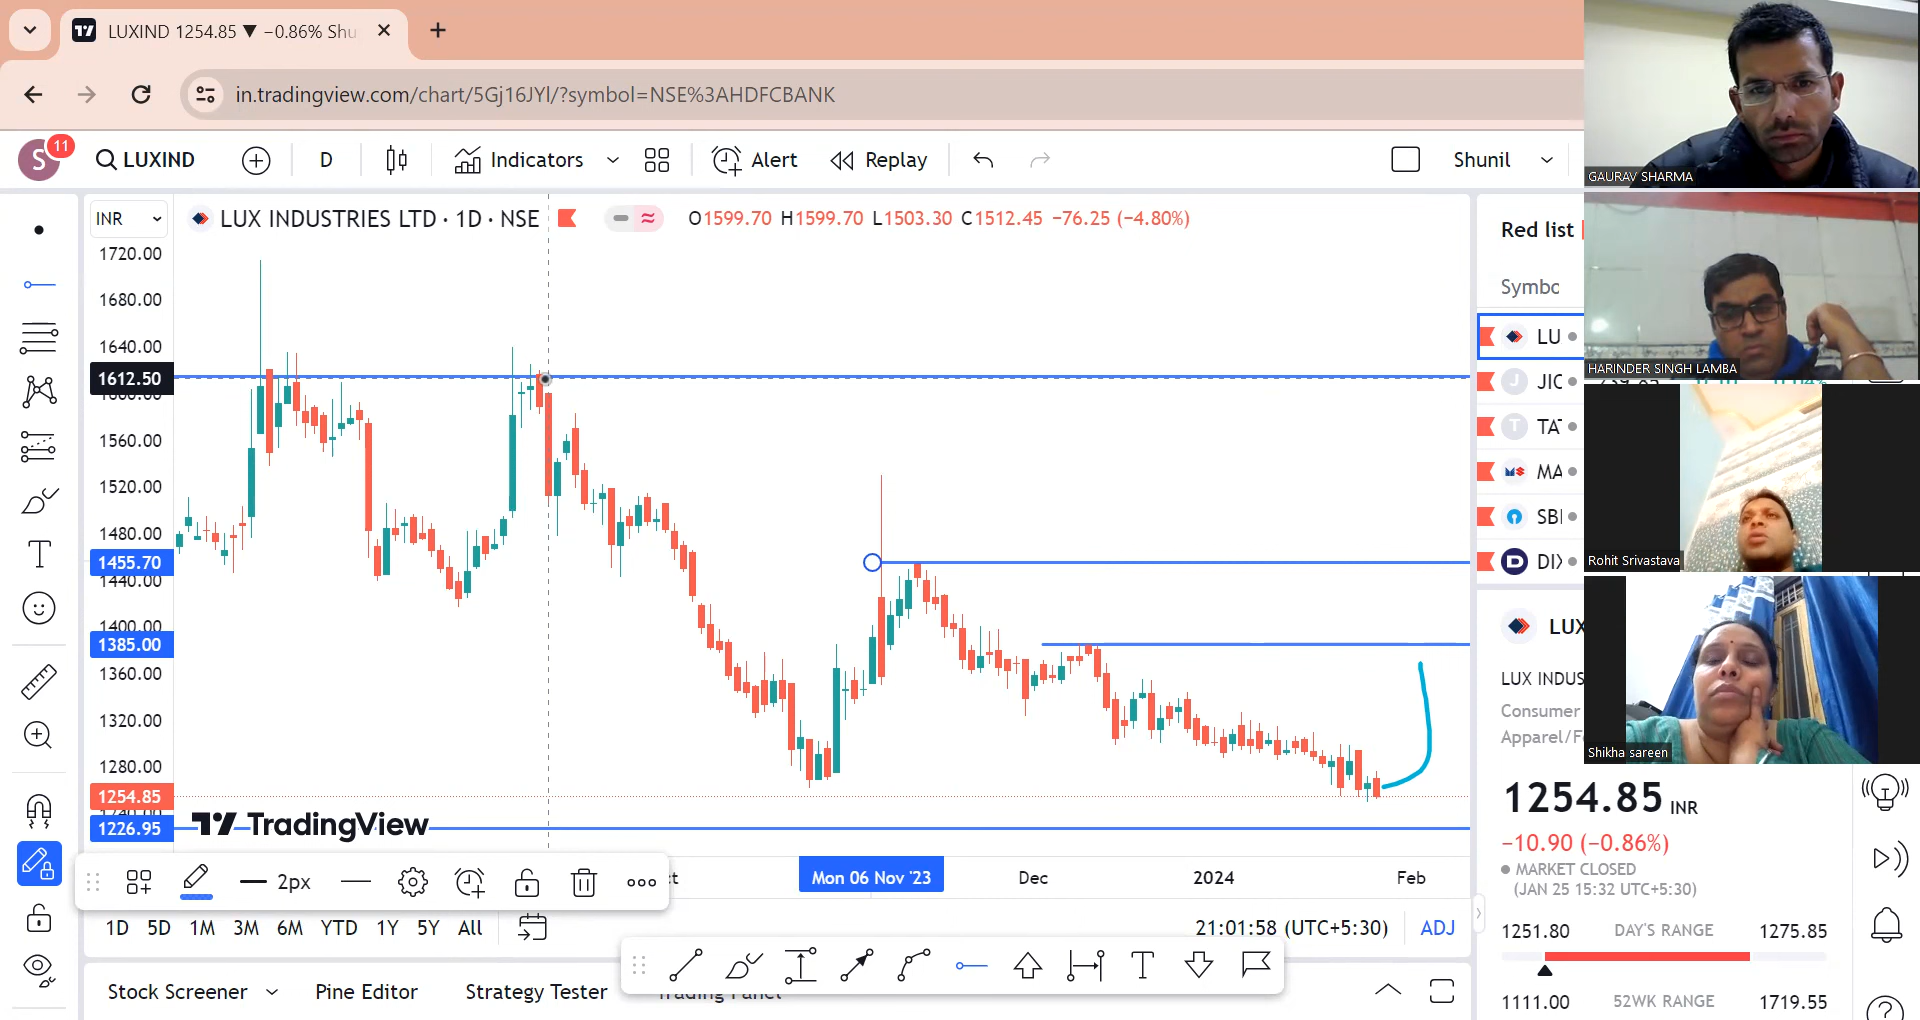 LUXIND 1254.85 ▼ −0.86% Shu
in.tradingview.com/chart/5Gj16JYl/?symbol=NSE%3AHDFCBANK
S 11 LUXIND D Indicators Alert Replay Shunil
INR LUX INDUSTRIES LTD · 1D · NSE O1599.70 H1599.70 L1503.30 C1512.45 −76.25 (−4.80%)
1720.00
1680.00
1640.00
1612.50
1560.00
1520.00
1480.00
1455.70
1440.00
1400.00
1385.00
1360.00
1320.00
1280.00
1254.85
1226.95
TradingView
2px
Mon 06 Nov '23 Dec 2024 Feb
1D 5D 1M 3M 6M YTD 1Y 5Y All 21:01:58 (UTC+5:30) ADJ
Stock Screener Pine Editor Strategy Tester Trading Panel
Red list
Symbo
LU
J JIC
T TA
MA
SBI
D DI
LUX
LUX INDUS
Consumer
Apparel/F
1254.85 INR
−10.90 (−0.86%)
MARKET CLOSED
(JAN 25 15:32 UTC+5:30)
1251.80 DAY'S RANGE 1275.85
1111.00 52WK RANGE 1719.55
GAURAV SHARMA
HARINDER SINGH LAMBA
Rohit Srivastava
Shikha sareen